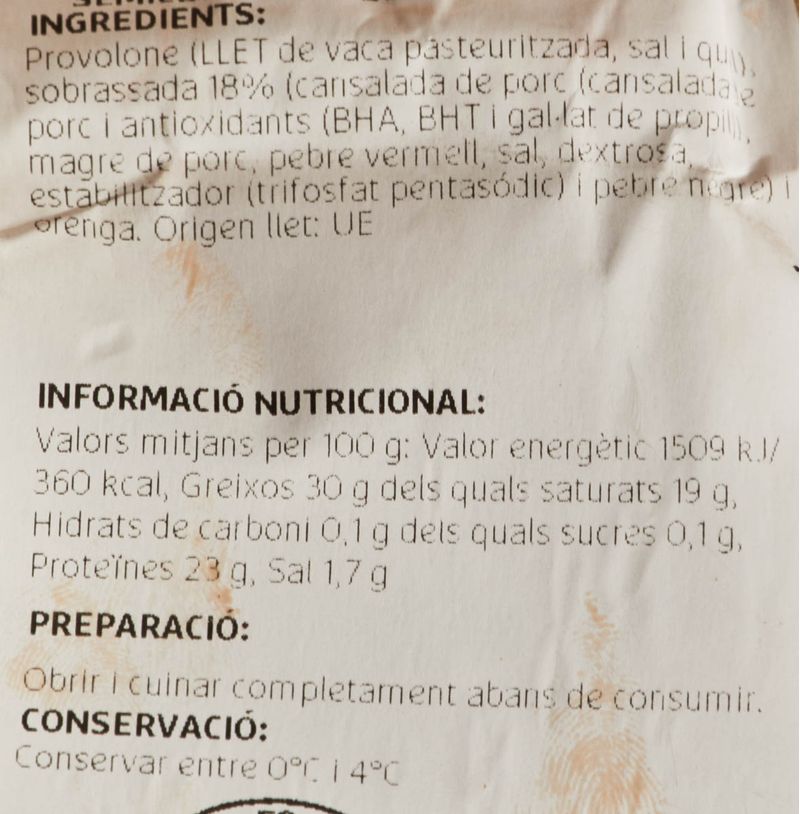 INGREDIENTS:
Provolone (LLET de vaca pasteuritzada, sal i
sobrassada 18% (cansalada de porc (cansalada de
porc i antioxidants (BHA, BHT i gal·lat de
magre de porc, pebre vermell, sal, dextrosa,
estabilitzador (trifosfat pentasódic) i pebre negre) i
orenga. Origen llet: UE
INFORMACIÓ NUTRICIONAL:
Valors mitjans per 100 g: Valor energètic 1509 kJ/
360 kcal, Greixos 30 g dels quals saturats 19 g,
Hidrats de carboni 0,1 g dels quals sucres 0,1 g,
Proteïnes 23 g, Sal 1,7 g
PREPARACIÓ:
Obrir i cuinar completament abans de consumir.
CONSERVACIÓ:
Conservar entre 0°C i 4°C